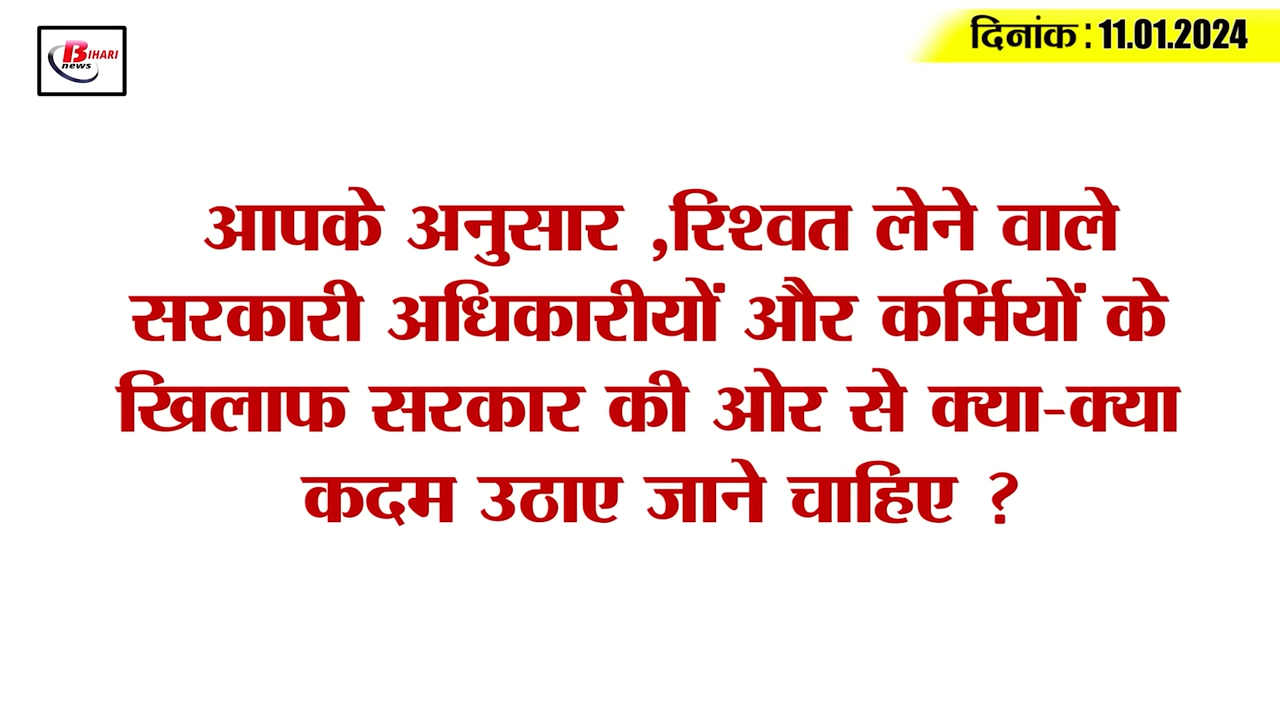 BIHARI
news
दिनांक : 11.01.2024
आपके अनुसार ,रिश्वत लेने वाले
सरकारी अधिकारीयों और कर्मियों के
खिलाफ सरकार की ओर से क्या-क्या
कदम उठाए जाने चाहिए ?